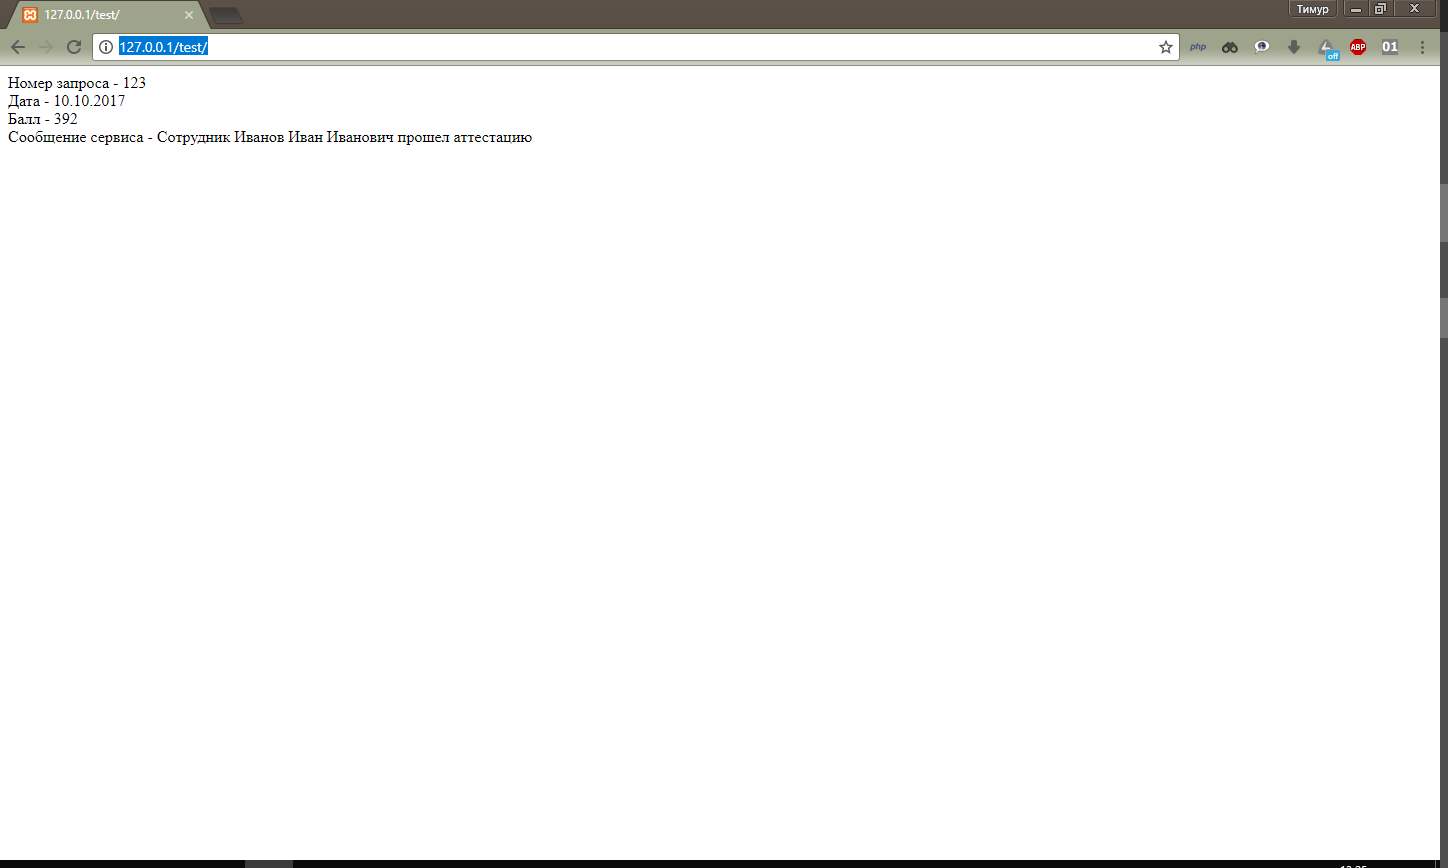 127.0.0.1/test/
Тимур
127.0.0.1/test/
php
off
ABP
01
Номер запроса - 123
Дата - 10.10.2017
Балл - 392
Сообщение сервиса - Сотрудник Иванов Иван Иванович прошел аттестацию